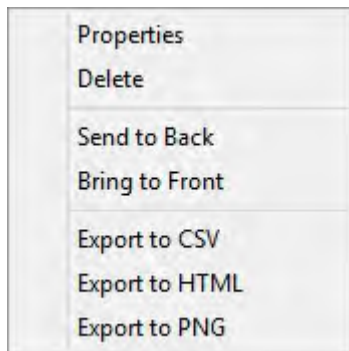 Properties
Delete
Send to Back
Bring to Front
Export to CSV
Export to HTML
Export to PNG